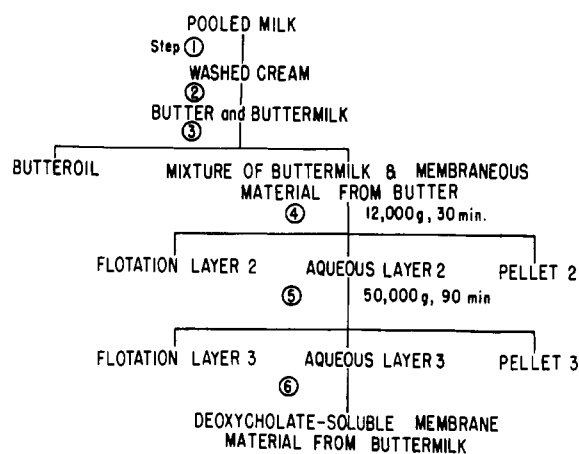 POOLED MILK
Step ①
WASHED CREAM
②
BUTTER and BUTTERMILK
③
BUTTEROIL
MIXTURE OF BUTTERMILK & MEMBRANEOUS
MATERIAL FROM BUTTER
④ 12,000g, 30 min.
FLOTATION LAYER 2 AQUEOUS LAYER 2 PELLET 2
⑤ 50,000g, 90 min
FLOTATION LAYER 3 AQUEOUS LAYER 3 PELLET 3
⑥
DEOXYCHOLATE-SOLUBLE MEMBRANE
MATERIAL FROM BUTTERMILK